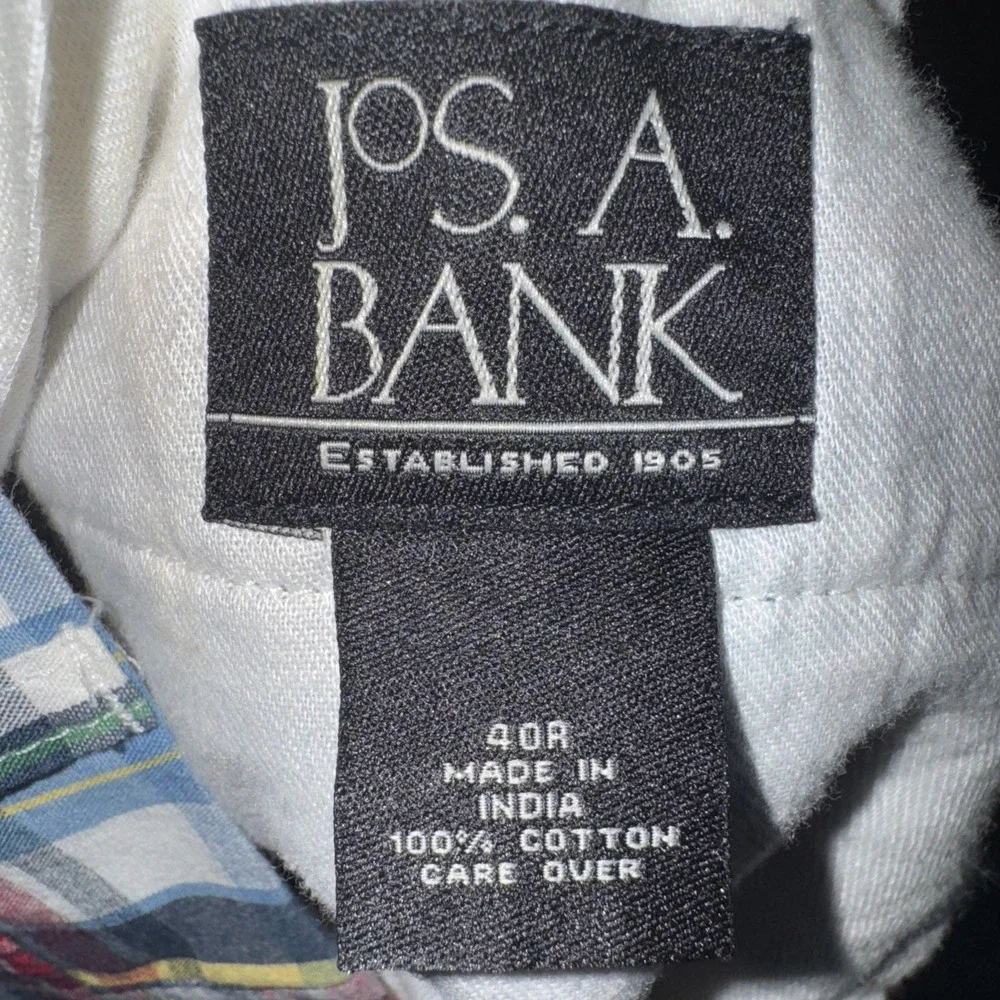 JoS. A.
BANK
ESTABLISHED 1905
40R
MADE IN
INDIA
100% COTTON
CARE OVER